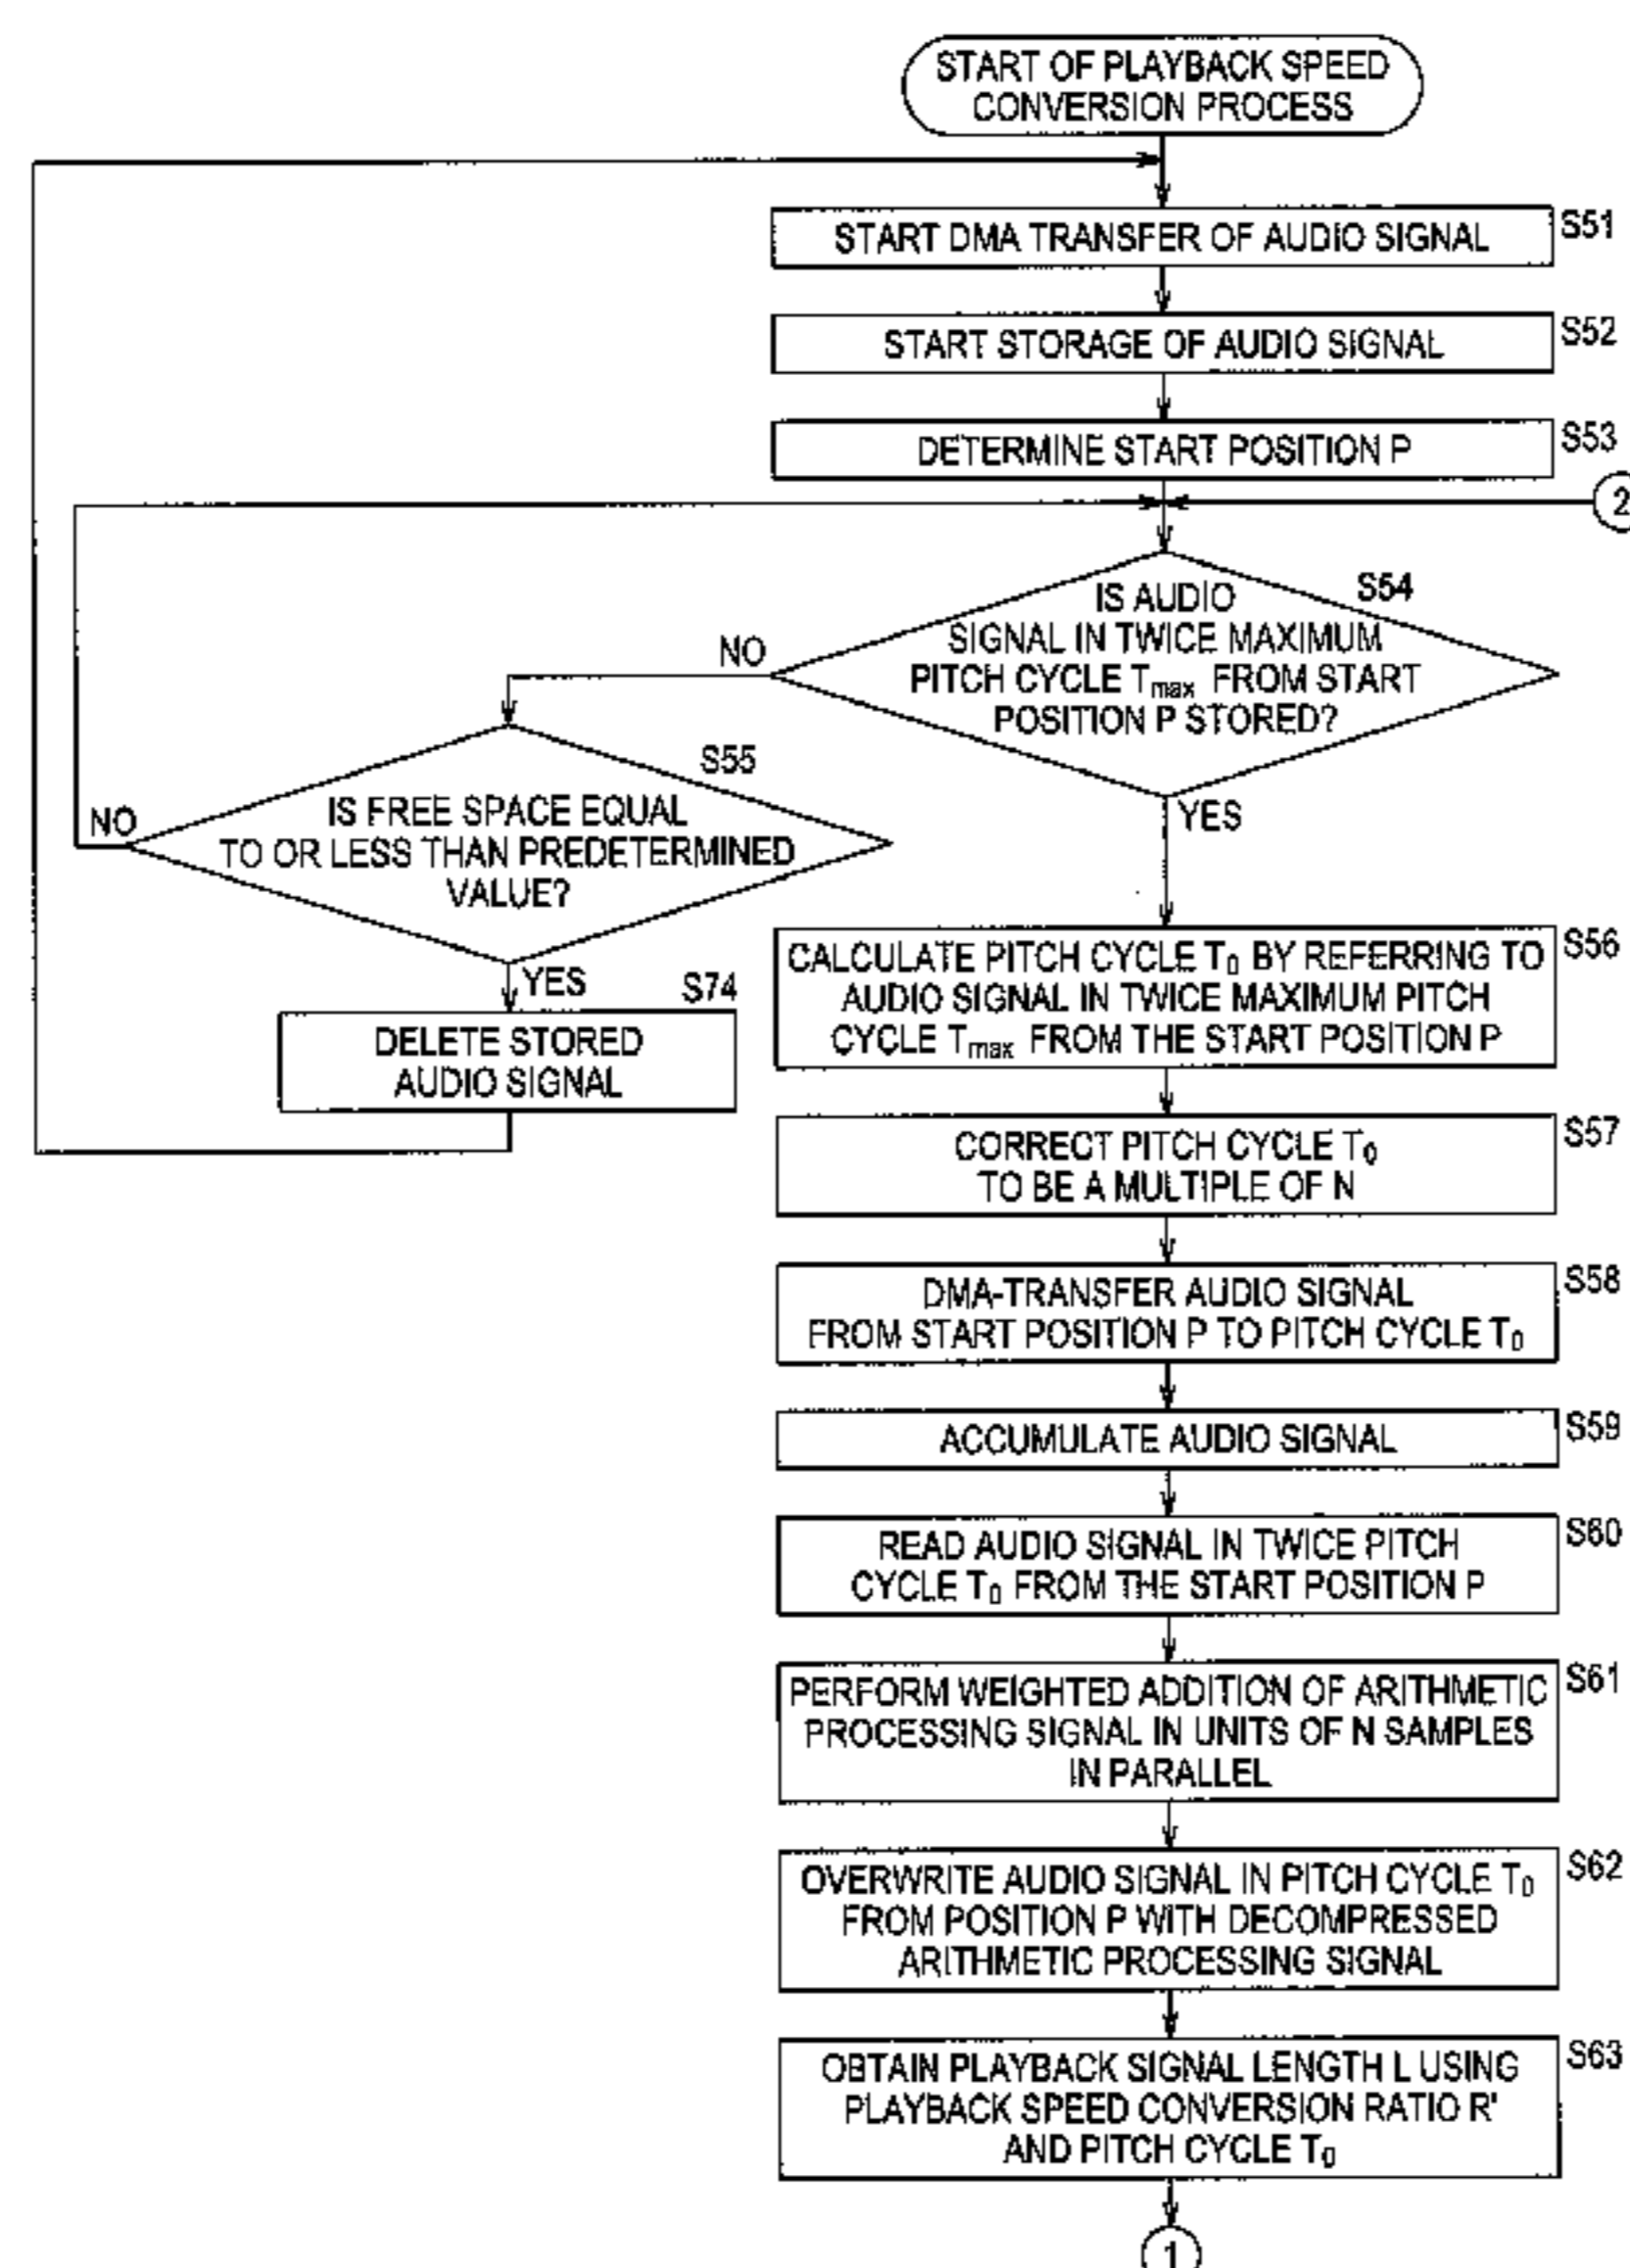 START OF PLAYBACK SPEED
CONVERSION PROCESS
START DMA TRANSFER OF AUDIO SIGNAL
S51
START STORAGE OF AUDIO SIGNAL
S52
DETERMINE START POSITION P
S53
2
S54
IS AUDIO
SIGNAL IN TWICE MAXIMUM
PITCH CYCLE Tmax FROM START
POSITION P STORED?
NO
YES
S55
IS FREE SPACE EQUAL
TO OR LESS THAN PREDETERMINED
VALUE?
NO
YES
S74
DELETE STORED
AUDIO SIGNAL
S56
CALCULATE PITCH CYCLE T0 BY REFERRING TO
AUDIO SIGNAL IN TWICE MAXIMUM PITCH
CYCLE Tmax FROM THE START POSITION P
S57
CORRECT PITCH CYCLE T0
TO BE A MULTIPLE OF N
S58
DMA-TRANSFER AUDIO SIGNAL
FROM START POSITION P TO PITCH CYCLE T0
S59
ACCUMULATE AUDIO SIGNAL
S60
READ AUDIO SIGNAL IN TWICE PITCH
CYCLE T0 FROM THE START POSITION P
S61
PERFORM WEIGHTED ADDITION OF ARITHMETIC
PROCESSING SIGNAL IN UNITS OF N SAMPLES
IN PARALLEL
S62
OVERWRITE AUDIO SIGNAL IN PITCH CYCLE T0
FROM POSITION P WITH DECOMPRESSED
ARITHMETIC PROCESSING SIGNAL
S63
OBTAIN PLAYBACK SIGNAL LENGTH L USING
PLAYBACK SPEED CONVERSION RATIO R'
AND PITCH CYCLE T0
1